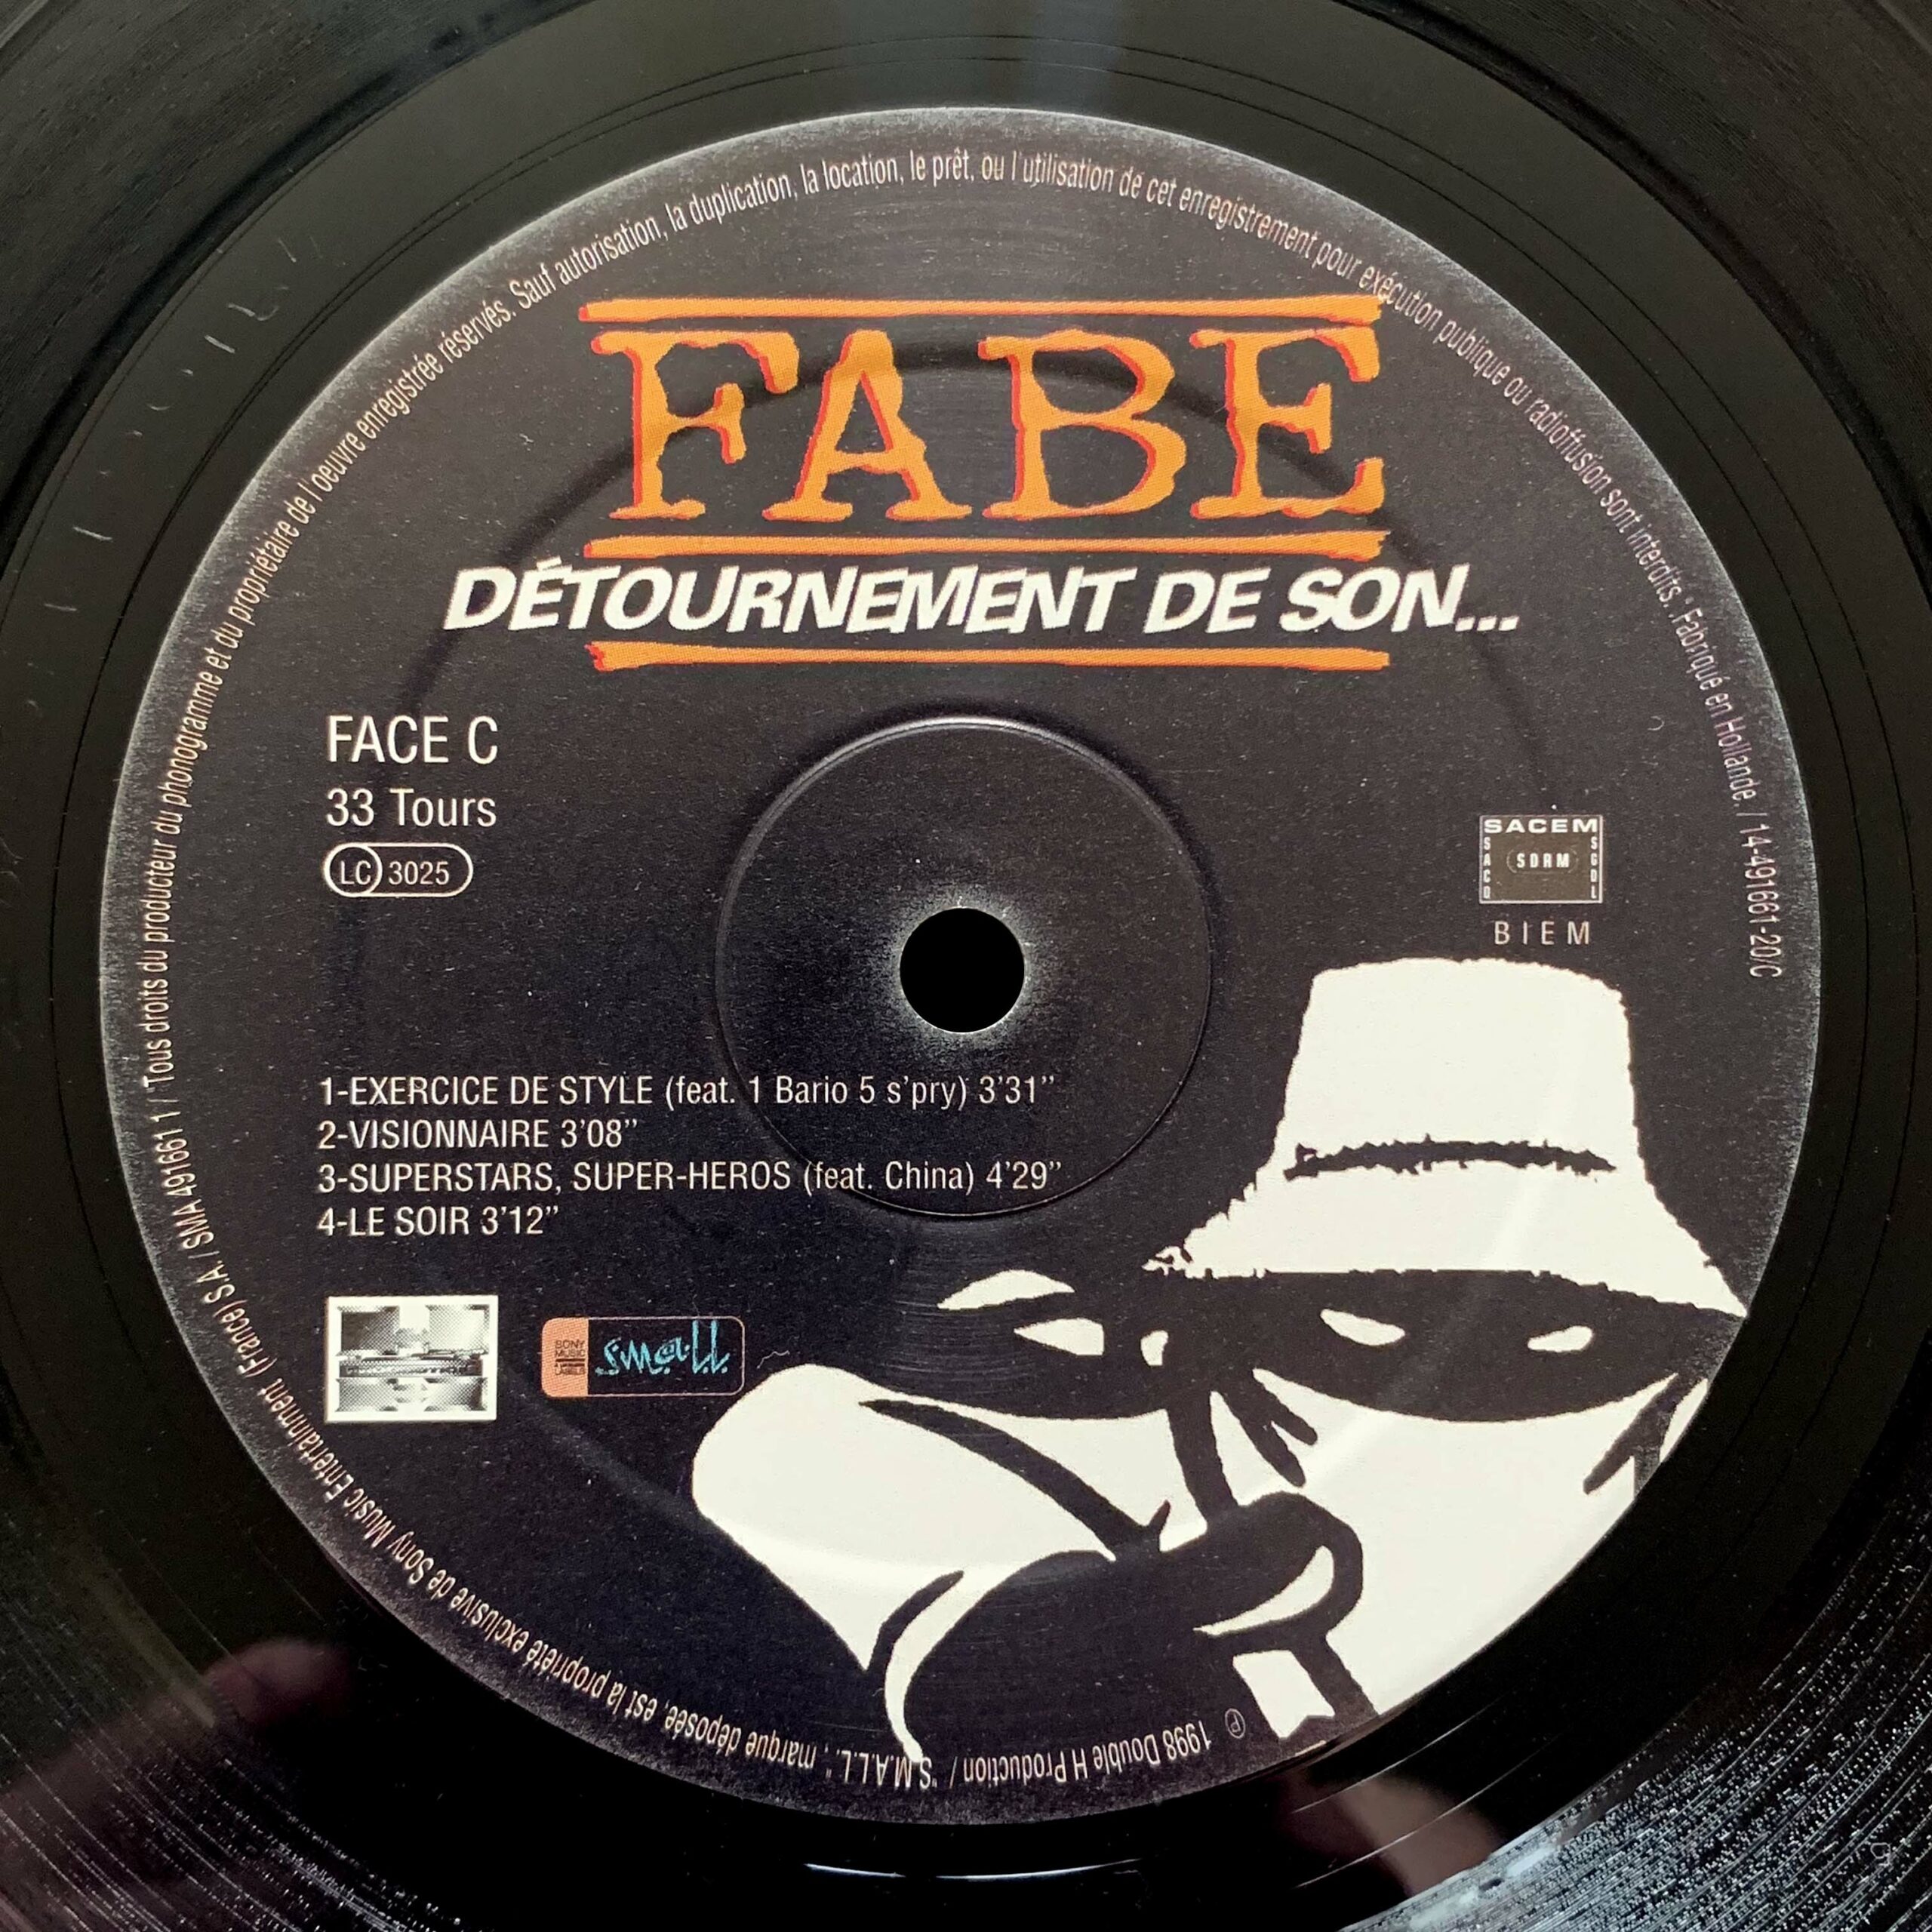 FABE
DÉTOURNEMENT DE SON...
FACE C
33 Tours
LC 3025
SACEM
SACD
SDRM
SGDL
BIEM
1-EXERCICE DE STYLE (feat. 1 Bario 5 s'pry) 3'31''
2-VISIONNAIRE 3'08''
3-SUPERSTARS, SUPER-HEROS (feat. China) 4'29''
4-LE SOIR 3'12''
SONY
MUSIC
LABELS
small
℗ 1998 Double H Production / "S.M.A.L.L.", marque déposée, est la propriété exclusive de Sony Music Entertainment (France) S.A. / SMA 491661 1 / Tous droits du producteur du phonogramme et du propriétaire de l'oeuvre enregistrée réservés. Sauf autorisation, la duplication, la location, le prêt, ou l'utilisation de cet enregistrement pour exécution publique ou radioffusion sont interdits. Fabriqué en Hollande / 14-491661-20/C